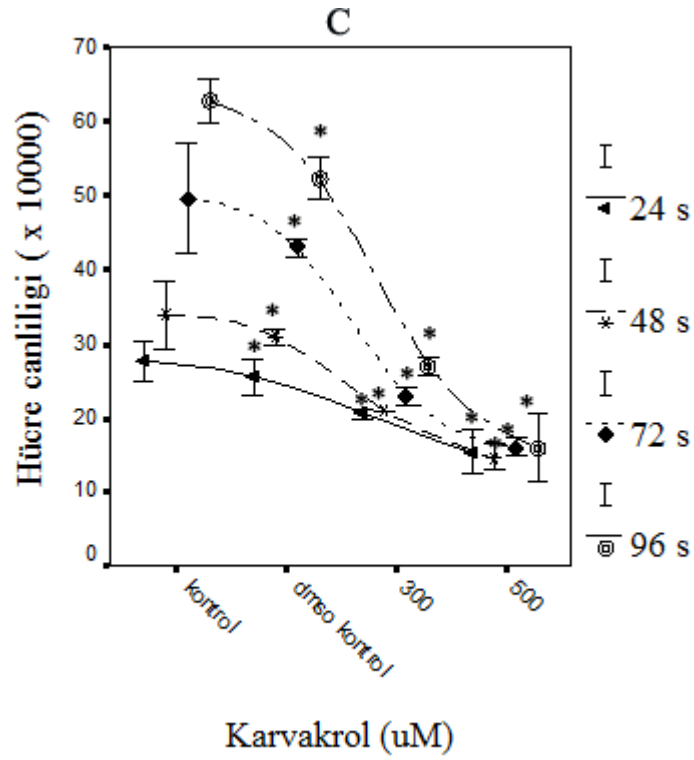 C
Hücre canliligi ( x 10000)
70
60
50
40
30
20
10
0
kontrol
dmso kontrol
300
500
Karvakrol (uM)
24 s
48 s
72 s
96 s